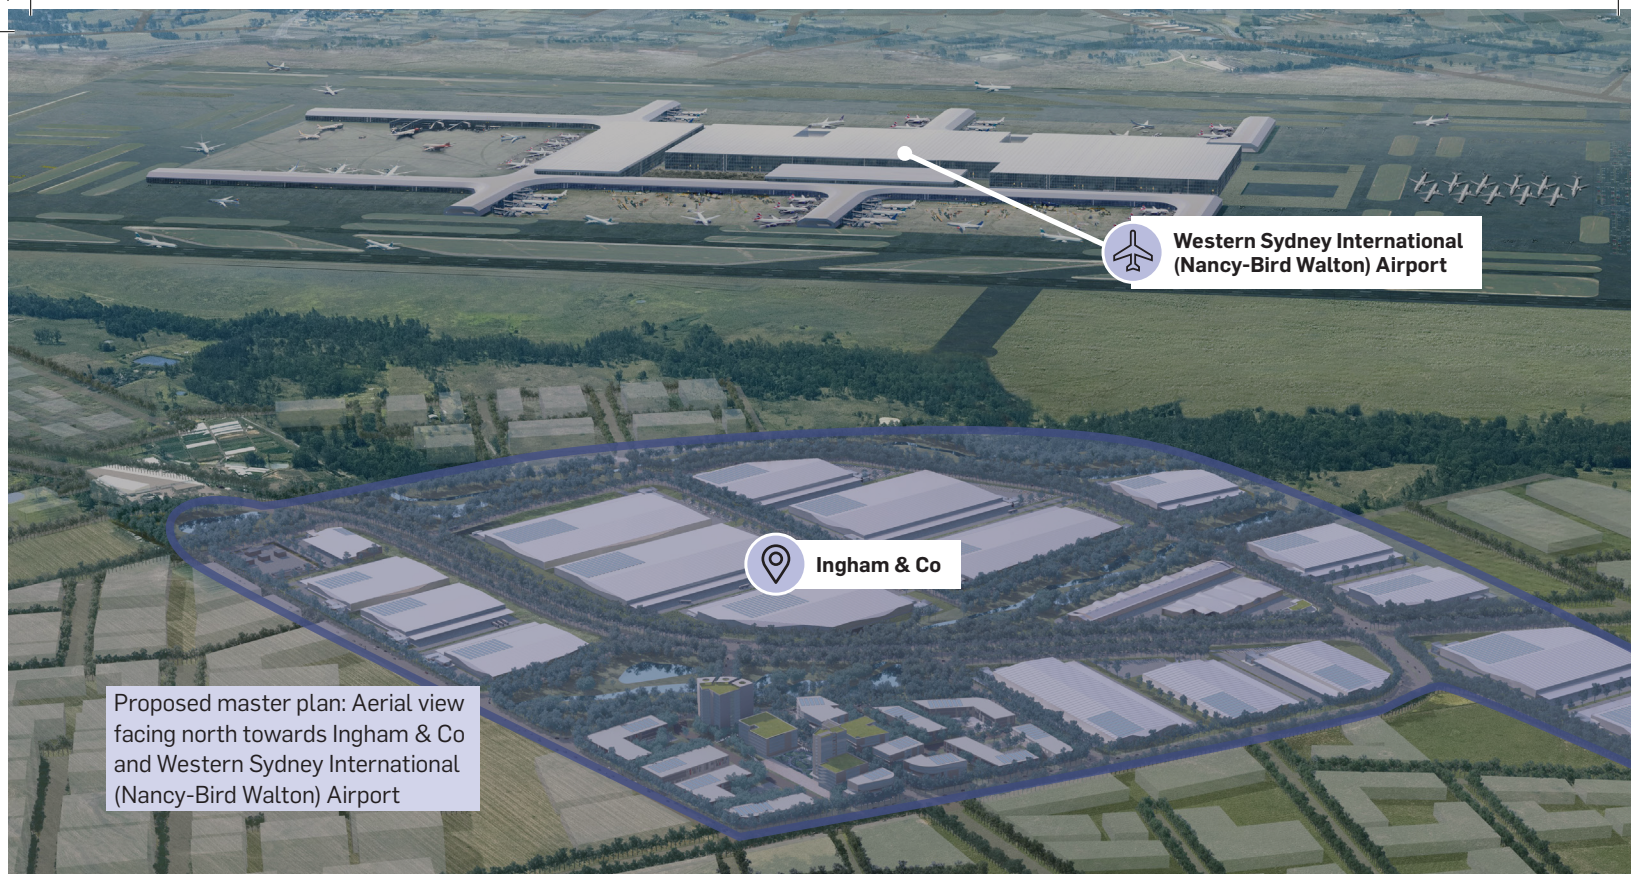 Western Sydney International
(Nancy-Bird Walton) Airport
Ingham & Co
Proposed master plan: Aerial view
facing north towards Ingham & Co
and Western Sydney International
(Nancy-Bird Walton) Airport